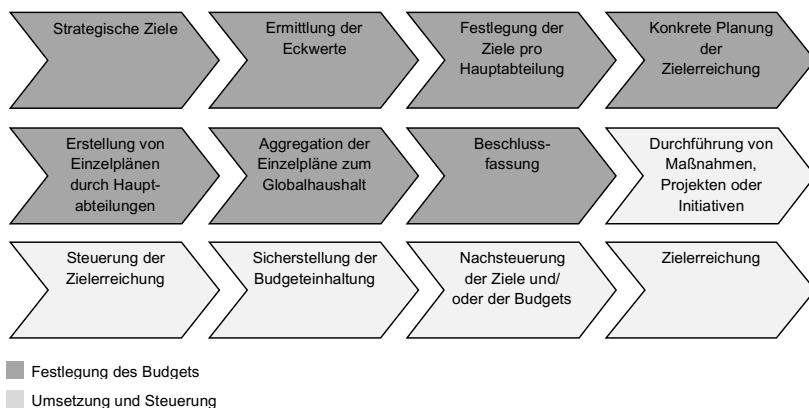 Strategische Ziele
Ermittlung der
Eckwerte
Festlegung der
Ziele pro
Hauptabteilung
Konkrete Planung
der
Zielerreichung
Erstellung von
Einzelplänen
durch Haupt-
abteilungen
Aggregation der
Einzelpläne zum
Globalhaushalt
Beschluss-
fassung
Durchführung von
Maßnahmen,
Projekten oder
Initiativen
Steuerung der
Zielerreichung
Sicherstellung der
Budgeteinhaltung
Nachsteuerung
der Ziele und/
oder der Budgets
Zielerreichung
Festlegung des Budgets
Umsetzung und Steuerung